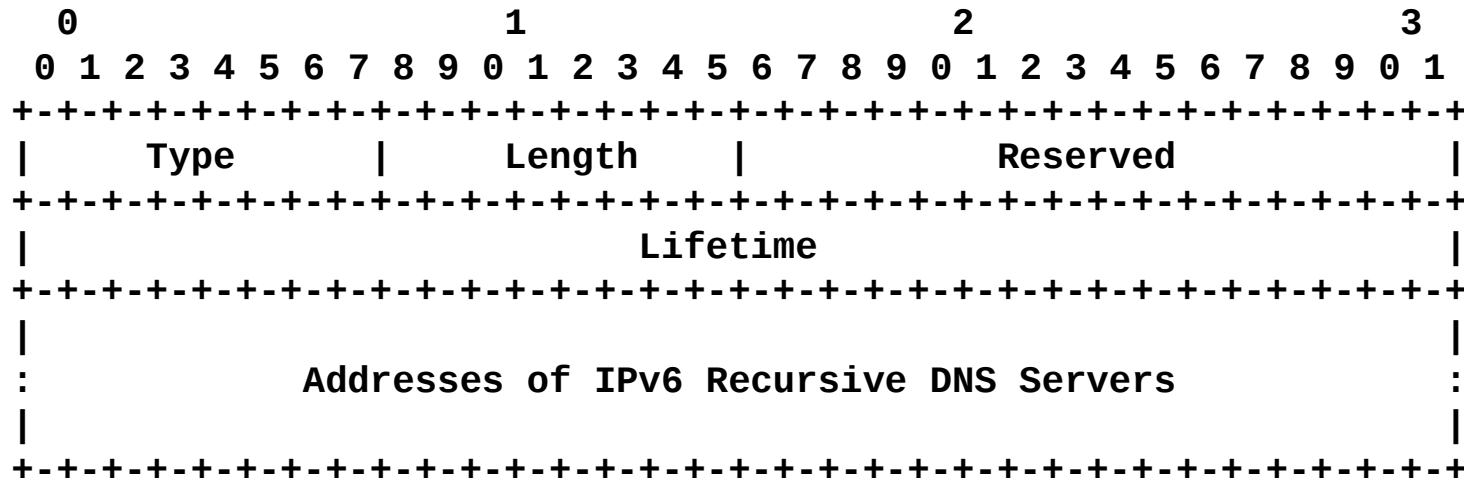 0                   1                   2                   3
 0 1 2 3 4 5 6 7 8 9 0 1 2 3 4 5 6 7 8 9 0 1 2 3 4 5 6 7 8 9 0 1
+-+-+-+-+-+-+-+-+-+-+-+-+-+-+-+-+-+-+-+-+-+-+-+-+-+-+-+-+-+-+-+-+
|     Type      |     Length    |           Reserved            |
+-+-+-+-+-+-+-+-+-+-+-+-+-+-+-+-+-+-+-+-+-+-+-+-+-+-+-+-+-+-+-+-+
|                           Lifetime                            |
+-+-+-+-+-+-+-+-+-+-+-+-+-+-+-+-+-+-+-+-+-+-+-+-+-+-+-+-+-+-+-+-+
|                                                               |
:            Addresses of IPv6 Recursive DNS Servers            :
|                                                               |
+-+-+-+-+-+-+-+-+-+-+-+-+-+-+-+-+-+-+-+-+-+-+-+-+-+-+-+-+-+-+-+-+